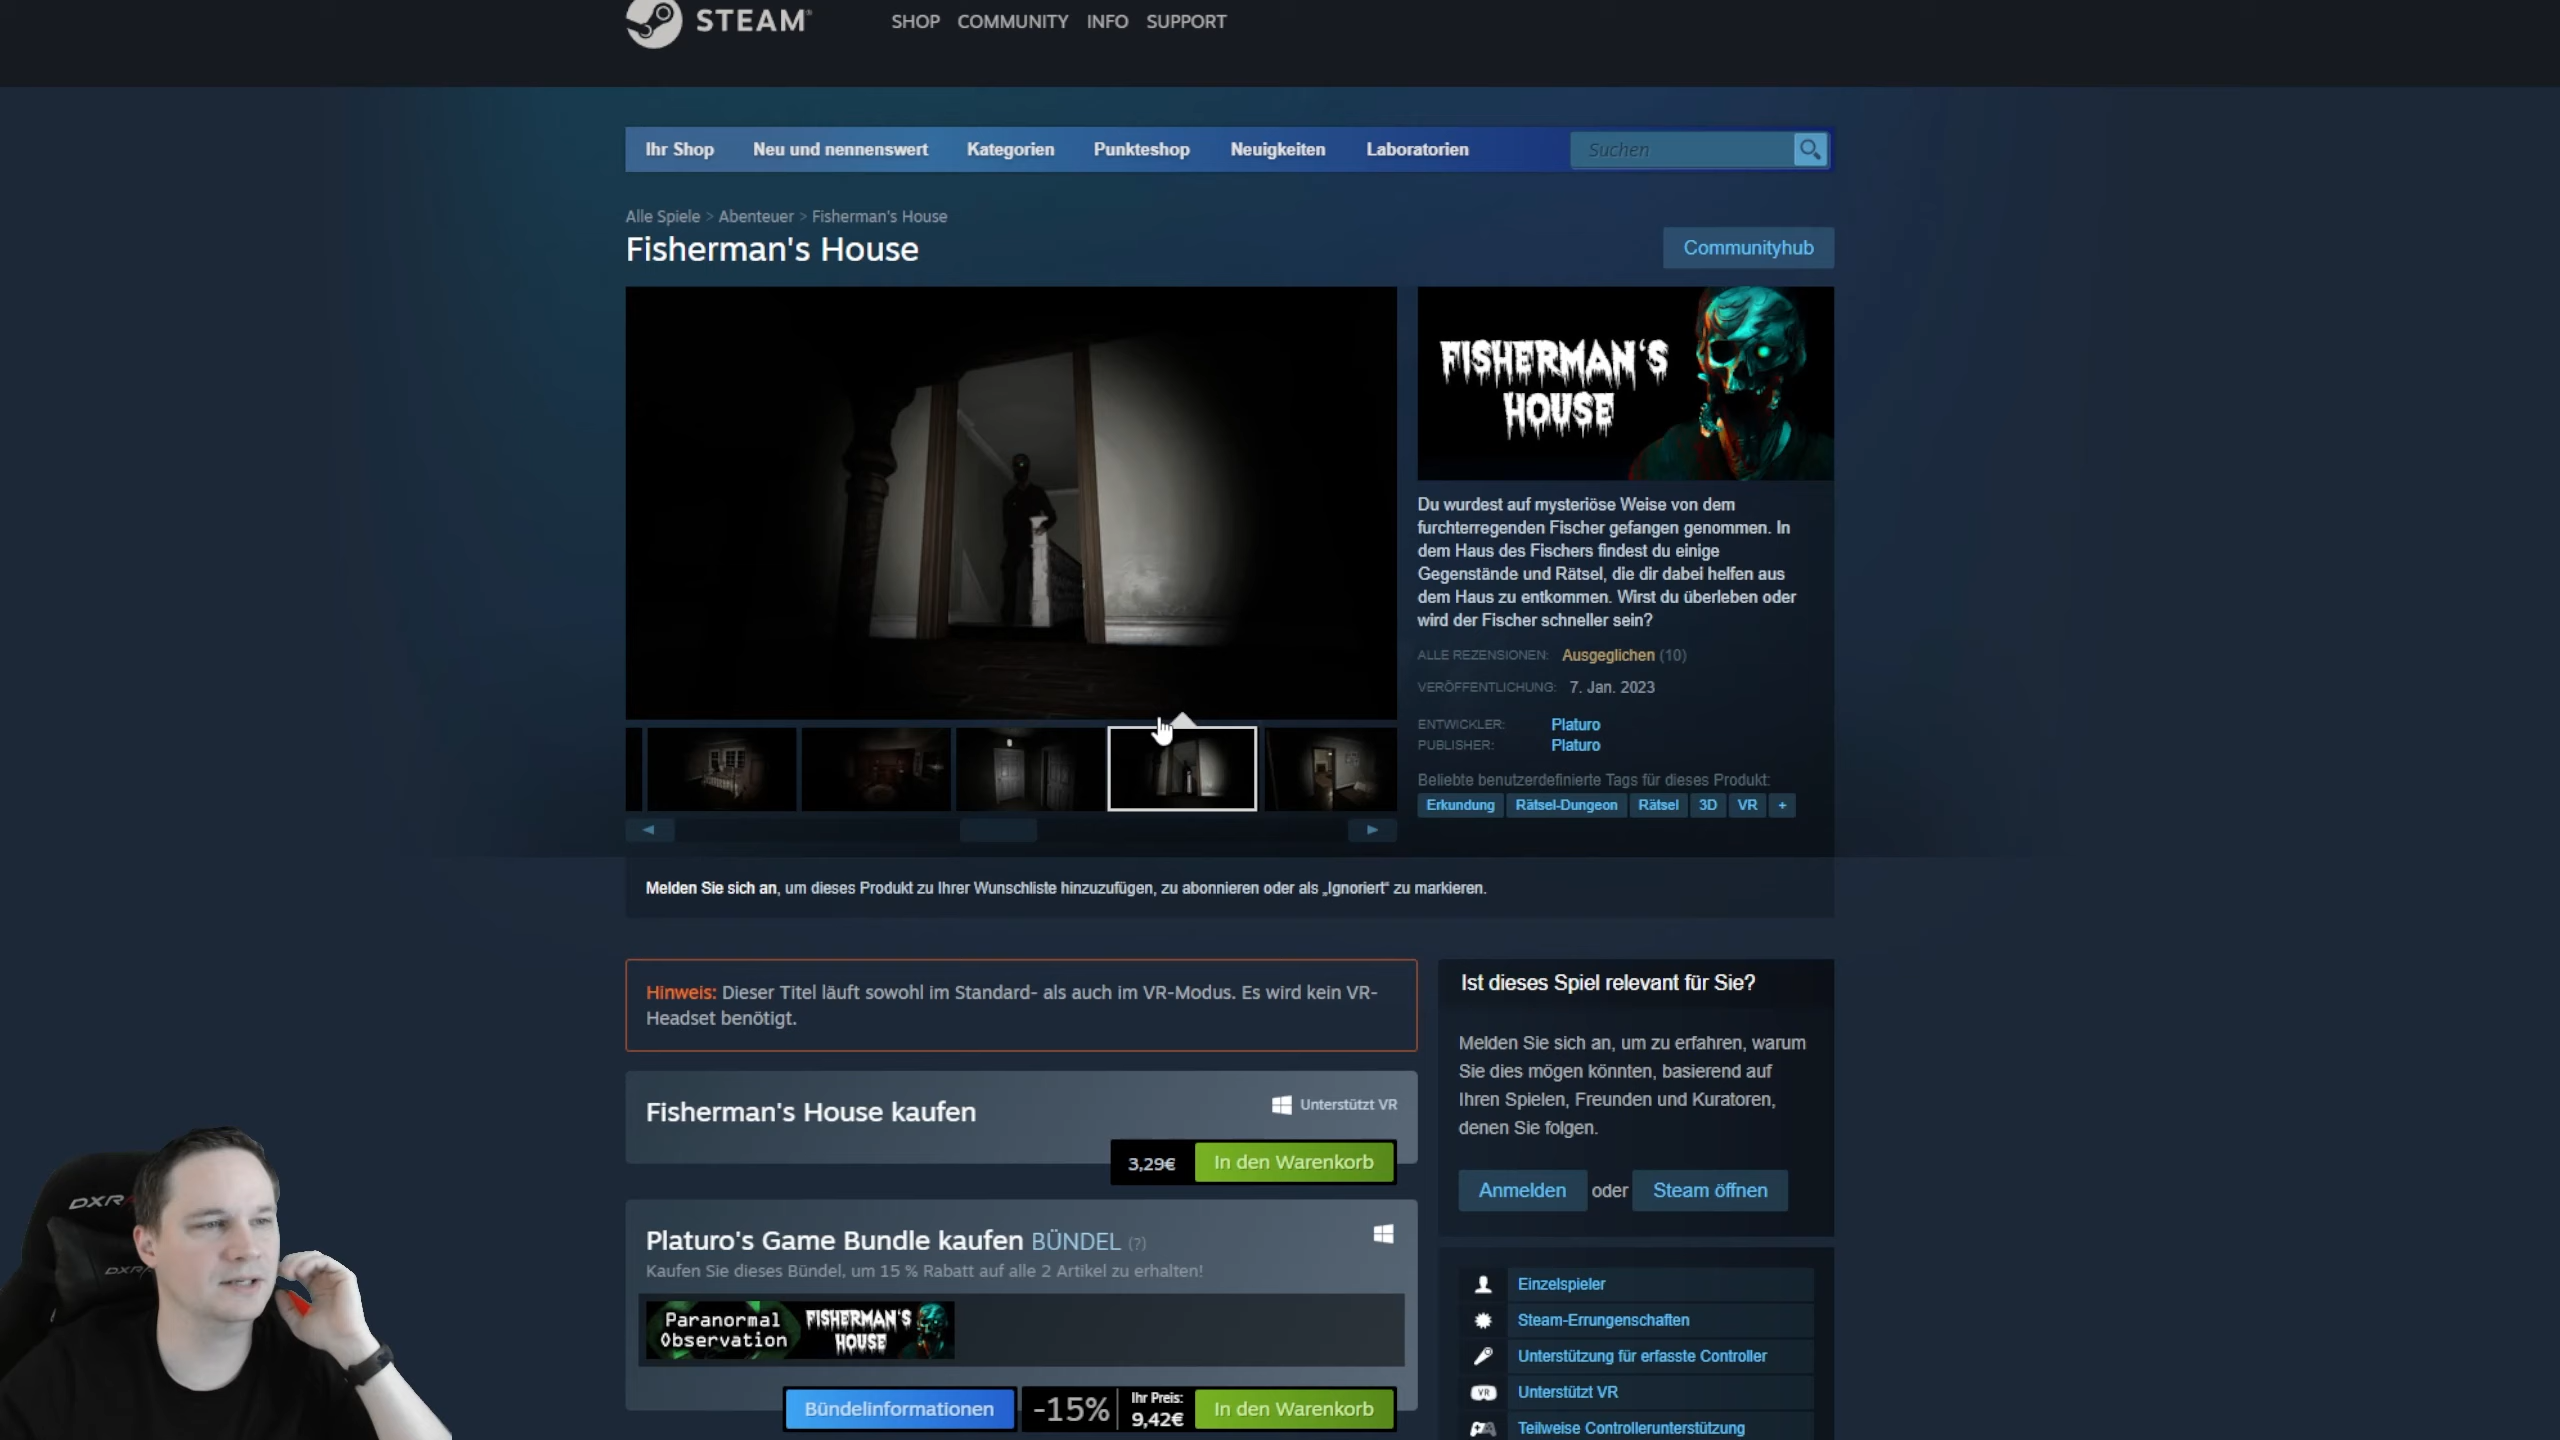 STEAM
SHOP COMMUNITY INFO SUPPORT
Ihr Shop Neu und nennenswert Kategorien Punkteshop Neuigkeiten Laboratorien Suchen
Alle Spiele > Abenteuer > Fisherman's House
Fisherman's House
Communityhub
FISHERMAN'S
HOUSE
Du wurdest auf mysteriöse Weise von dem
furchterregenden Fischer gefangen genommen. In
dem Haus des Fischers findest du einige
Gegenstände und Rätsel, die dir dabei helfen aus
dem Haus zu entkommen. Wirst du überleben oder
wird der Fischer schneller sein?
ALLE REZENSIONEN: Ausgeglichen (10)
VERÖFFENTLICHUNG: 7. Jan. 2023
ENTWICKLER: Platuro
PUBLISHER: Platuro
Beliebte benutzerdefinierte Tags für dieses Produkt:
Erkundung Rätsel-Dungeon Rätsel 3D VR +
Melden Sie sich an, um dieses Produkt zu Ihrer Wunschliste hinzuzufügen, zu abonnieren oder als „Ignoriert“ zu markieren.
Hinweis: Dieser Titel läuft sowohl im Standard- als auch im VR-Modus. Es wird kein VR-
Headset benötigt.
Fisherman's House kaufen
Unterstützt VR
3,29€ In den Warenkorb
Platuro's Game Bundle kaufen BÜNDEL (?)
Kaufen Sie dieses Bündel, um 15 % Rabatt auf alle 2 Artikel zu erhalten!
Paranormal
Observation
FISHERMAN'S
HOUSE
Bündelinformationen -15% Ihr Preis:
9,42€ In den Warenkorb
Ist dieses Spiel relevant für Sie?
Melden Sie sich an, um zu erfahren, warum
Sie dies mögen könnten, basierend auf
Ihren Spielen, Freunden und Kuratoren,
denen Sie folgen.
Anmelden oder Steam öffnen
Einzelspieler
Steam-Errungenschaften
Unterstützung für erfasste Controller
VR Unterstützt VR
Teilweise Controllerunterstützung